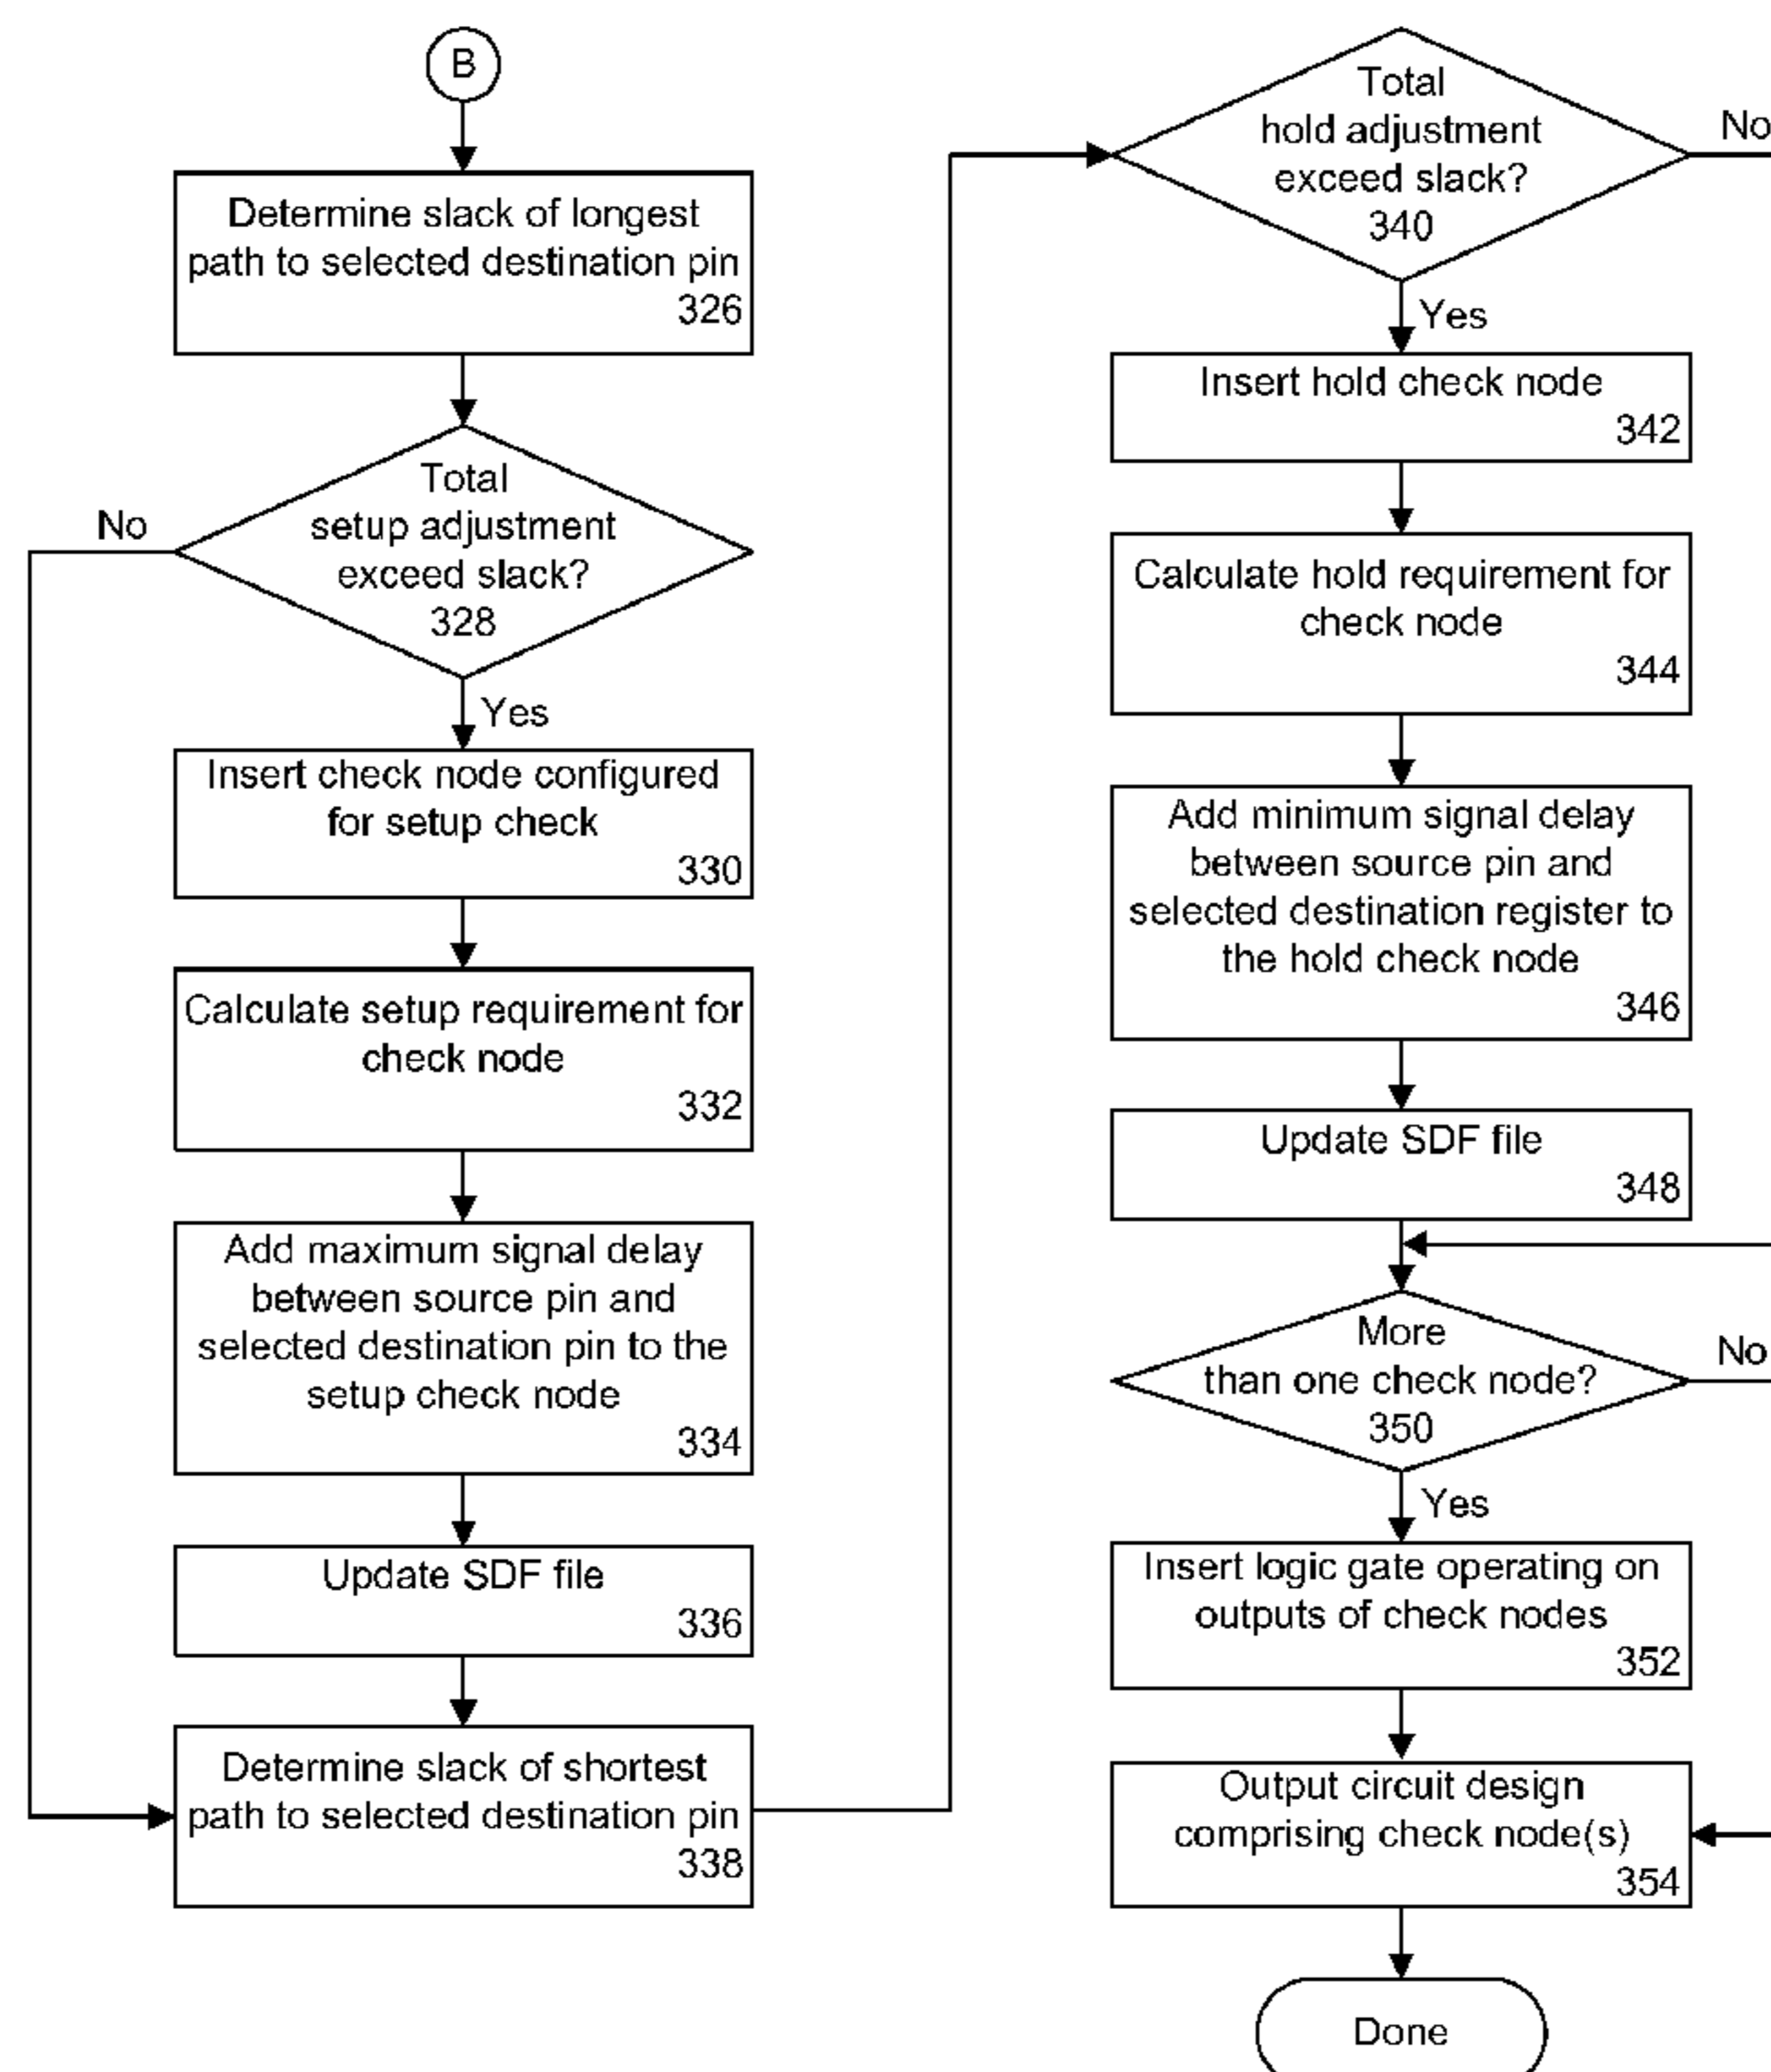 B
Determine slack of longest
path to selected destination pin
326
Total
setup adjustment
exceed slack?
328
No
Yes
Insert check node configured
for setup check
330
Calculate setup requirement for
check node
332
Add maximum signal delay
between source pin and
selected destination pin to the
setup check node
334
Update SDF file
336
Determine slack of shortest
path to selected destination pin
338
Total
hold adjustment
exceed slack?
340
No
Yes
Insert hold check node
342
Calculate hold requirement for
check node
344
Add minimum signal delay
between source pin and
selected destination register to
the hold check node
346
Update SDF file
348
More
than one check node?
350
No
Yes
Insert logic gate operating on
outputs of check nodes
352
Output circuit design
comprising check node(s)
354
Done